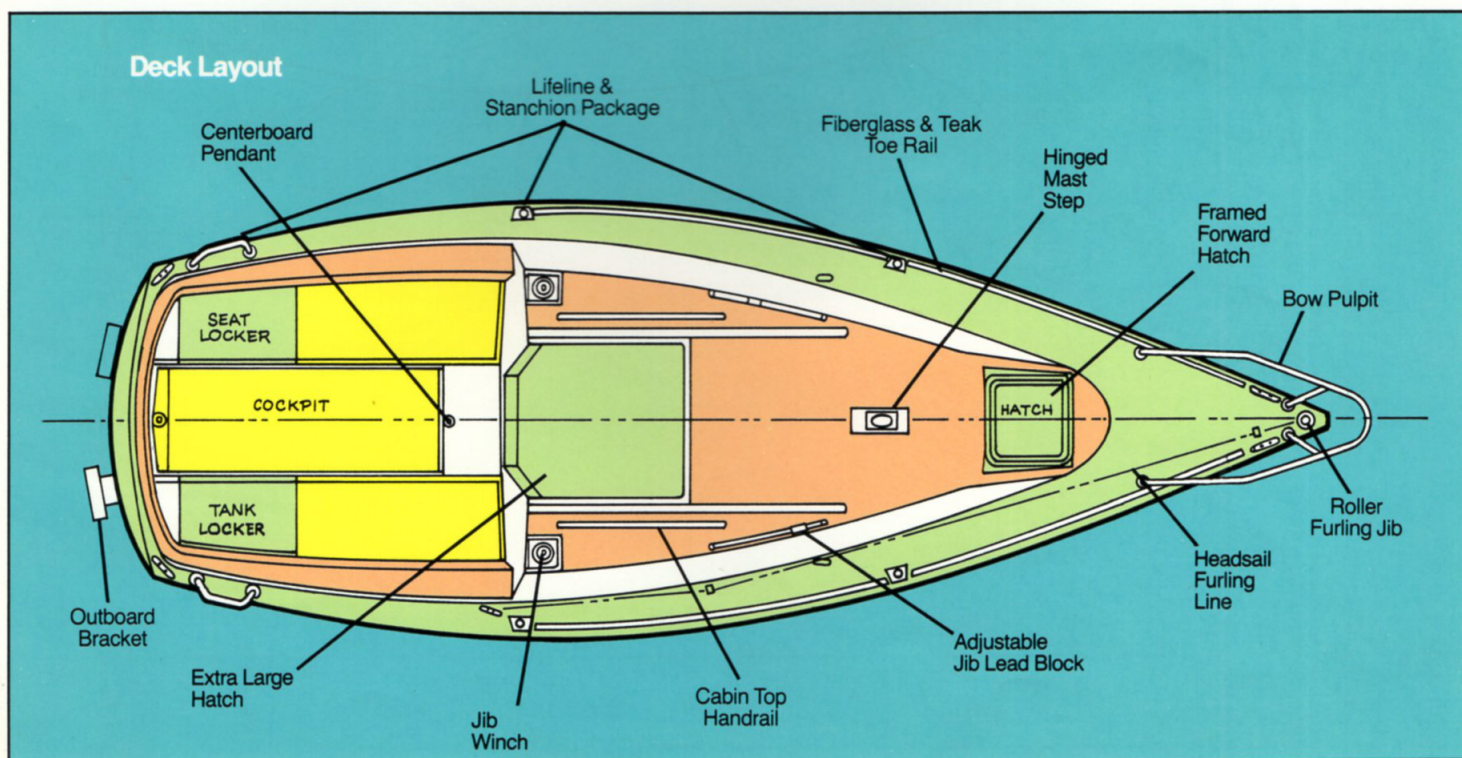 Deck Layout
Lifeline &
Stanchion Package
Centerboard
Pendant
Fiberglass & Teak
Toe Rail
Hinged
Mast
Step
Framed
Forward
Hatch
Bow Pulpit
SEAT
LOCKER
COCKPIT
HATCH
TANK
LOCKER
Roller
Furling Jib
Headsail
Furling
Line
Outboard
Bracket
Adjustable
Jib Lead Block
Extra Large
Hatch
Cabin Top
Handrail
Jib
Winch